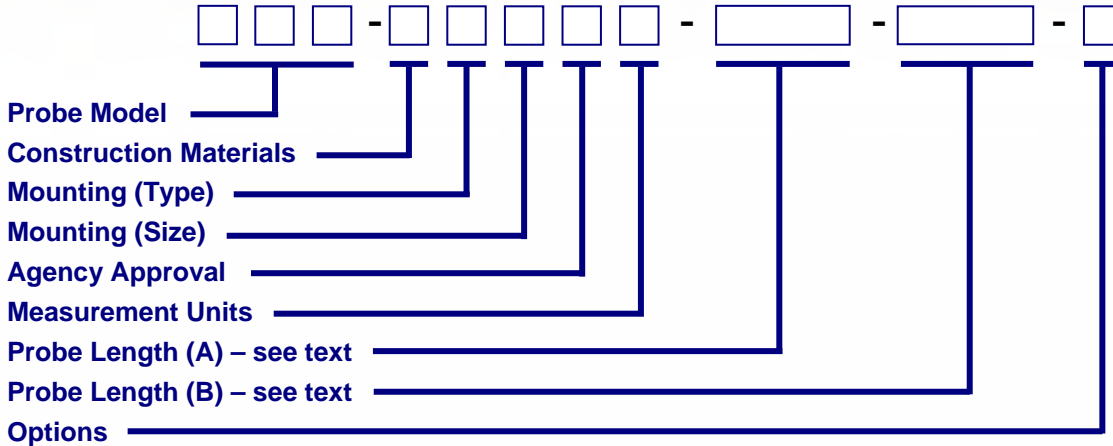 - - - -
Probe Model
Construction Materials
Mounting (Type)
Mounting (Size)
Agency Approval
Measurement Units
Probe Length (A) – see text
Probe Length (B) – see text
Options